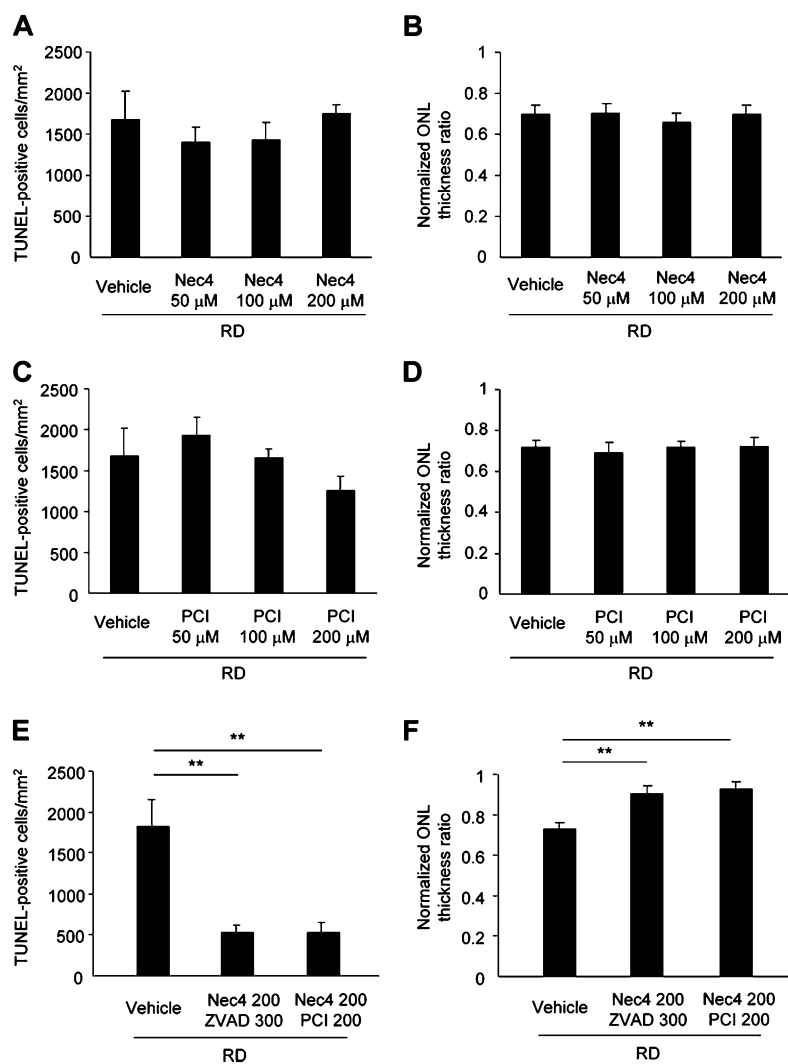 A
TUNEL-positive cells/mm²
2500
2000
1500
1000
500
0
Vehicle
Nec4
50 μM
Nec4
100 μM
Nec4
200 μM
RD
B
Normalized ONL
thickness ratio
1
0.8
0.6
0.4
0.2
0
Vehicle
Nec4
50 μM
Nec4
100 μM
Nec4
200 μM
RD
C
TUNEL-positive cells/mm²
2500
2000
1500
1000
500
0
Vehicle
PCI
50 μM
PCI
100 μM
PCI
200 μM
RD
D
Normalized ONL
thickness ratio
1
0.8
0.6
0.4
0.2
0
Vehicle
PCI
50 μM
PCI
100 μM
PCI
200 μM
RD
E
**
**
TUNEL-positive cells/mm²
2500
2000
1500
1000
500
0
Vehicle
Nec4 200
ZVAD 300
Nec4 200
PCI 200
RD
F
**
**
Normalized ONL
thickness ratio
1
0.8
0.6
0.4
0.2
0
Vehicle
Nec4 200
ZVAD 300
Nec4 200
PCI 200
RD